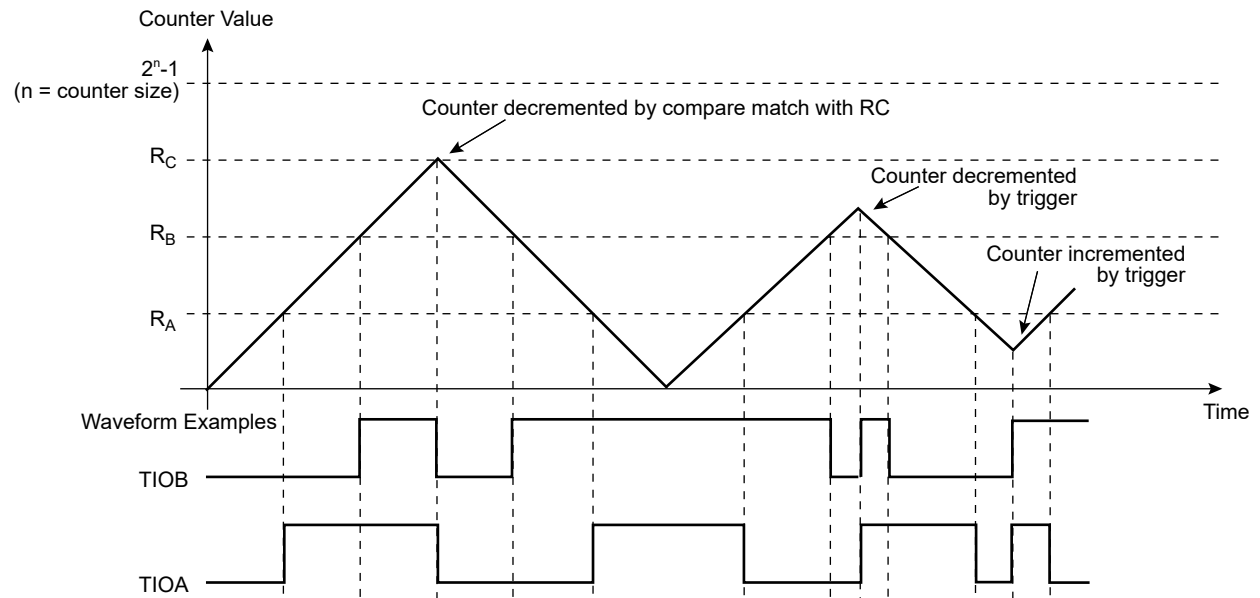 Counter Value
2ⁿ-1
(n = counter size)
Counter decremented by compare match with RC
R_C
Counter decremented
by trigger
R_B
Counter incremented
by trigger
R_A
Time
Waveform Examples
TIOB
TIOA